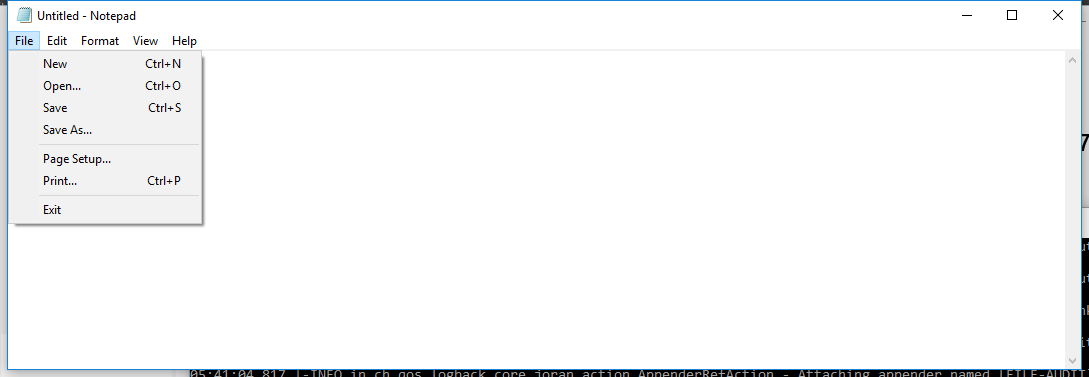 Untitled - Notepad
File Edit Format View Help
New Ctrl+N
Open... Ctrl+O
Save Ctrl+S
Save As...
Page Setup...
Print... Ctrl+P
Exit
7
05:41:04,817 |-INFO in ch.qos.logback.core.joran.action.AppenderRefAction - Attaching appender named [FILE-AUDIT